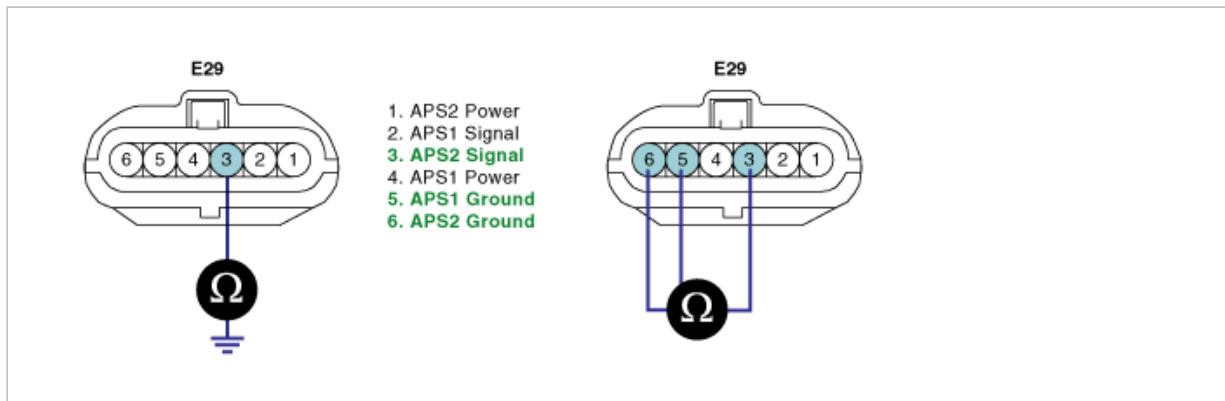 E29
6 5 4 3 2 1
Ω
1. APS2 Power
2. APS1 Signal
3. APS2 Signal
4. APS1 Power
5. APS1 Ground
6. APS2 Ground
E29
6 5 4 3 2 1
Ω